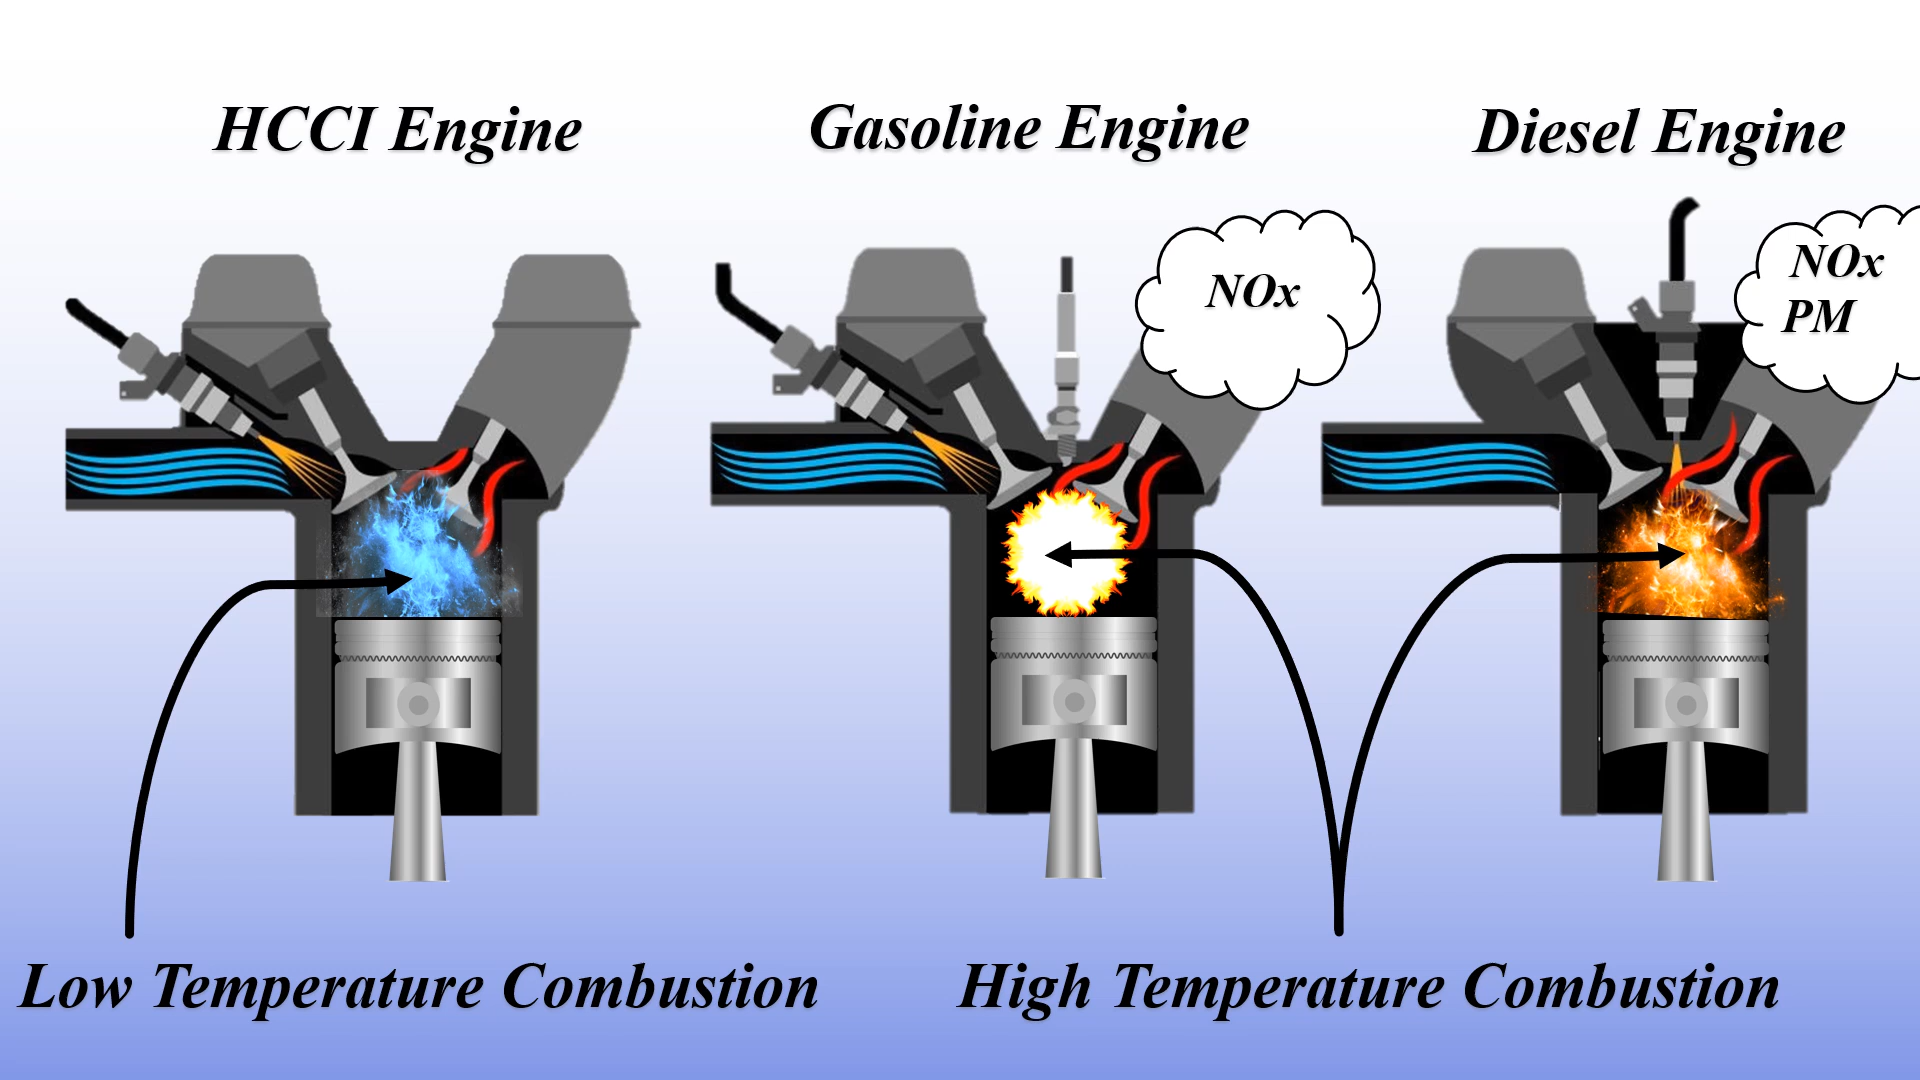 HCCI Engine
Gasoline Engine
Diesel Engine
NOx
NOx
PM
Low Temperature Combustion
High Temperature Combustion